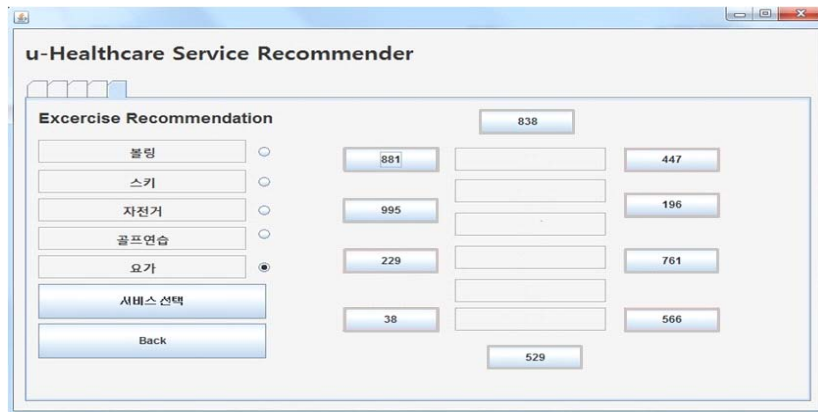 u-Healthcare Service Recommender
Excercise Recommendation
볼링
스키
자전거
골프연습
요가
서비스 선택
Back
838
881
447
995
196
229
761
38
566
529